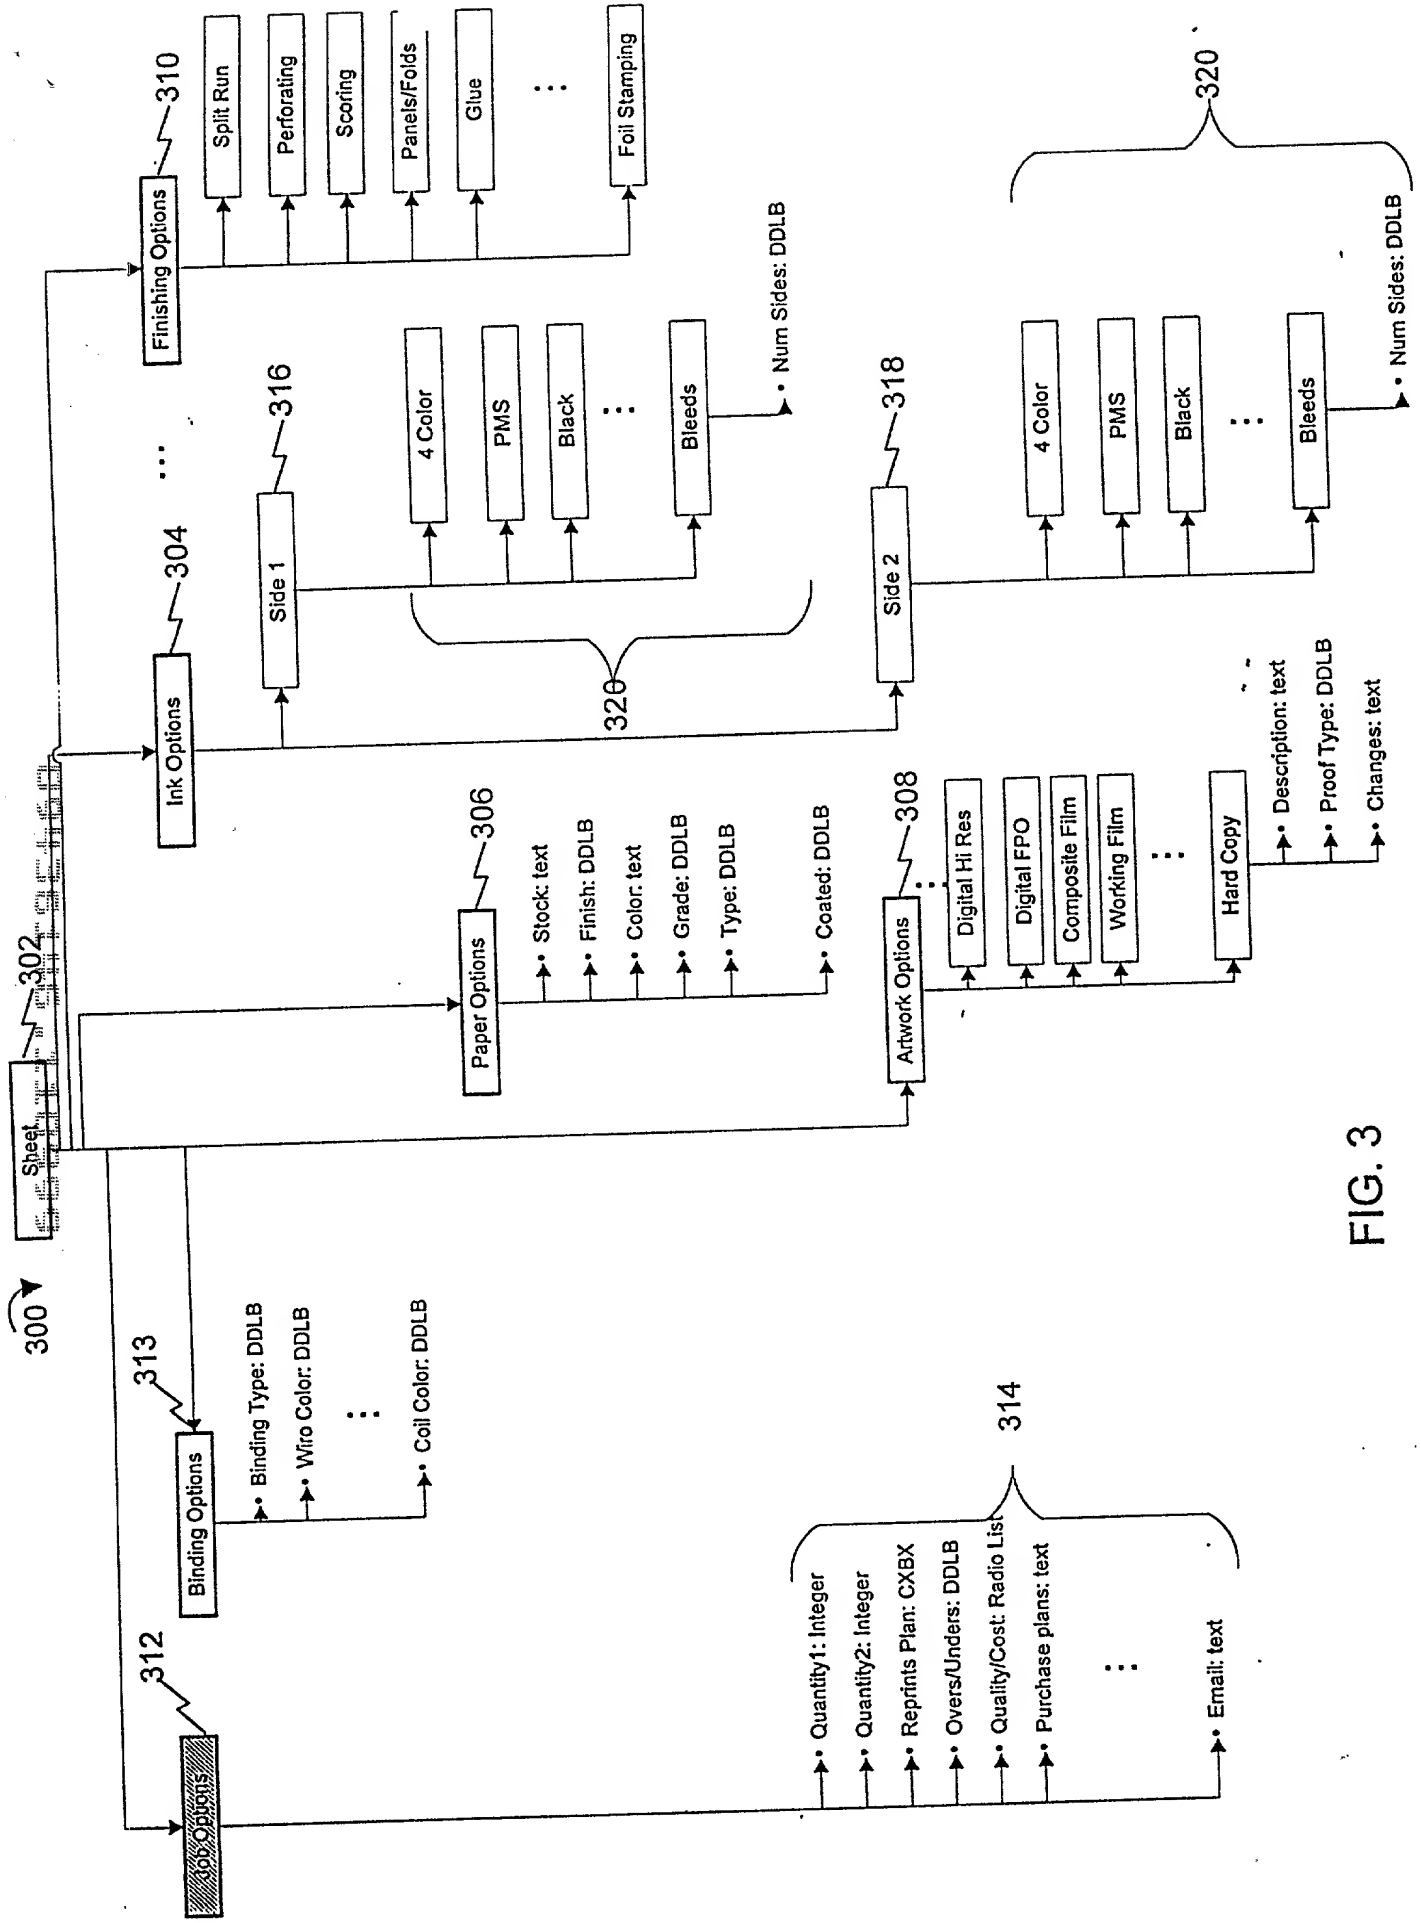 300
Sheet
302
Job Options
312
• Quantity1: Integer
• Quantity2: Integer
• Reprints Plan: CXBX
• Overs/Unders: DDLB
• Quality/Cost: Radio List
• Purchase plans: text
...
• Email: text
314
Binding Options
313
• Binding Type: DDLB
• Wiro Color: DDLB
...
• Coil Color: DDLB
Paper Options
306
• Stock: text
• Finish: DDLB
• Color: text
• Grade: DDLB
• Type: DDLB
• Coated: DDLB
Artwork Options
308
...
Digital Hi Res
Digital FPO
Composite Film
Working Film
...
Hard Copy
• Description: text
• Proof Type: DDLB
• Changes: text
Ink Options
304
...
Side 1
316
4 Color
PMS
Black
...
Bleeds
• Num Sides: DDLB
320
Side 2
318
4 Color
PMS
Black
...
Bleeds
• Num Sides: DDLB
320
Finishing Options
310
Split Run
Perforating
Scoring
Panels/Folds
Glue
...
Foil Stamping
FIG. 3